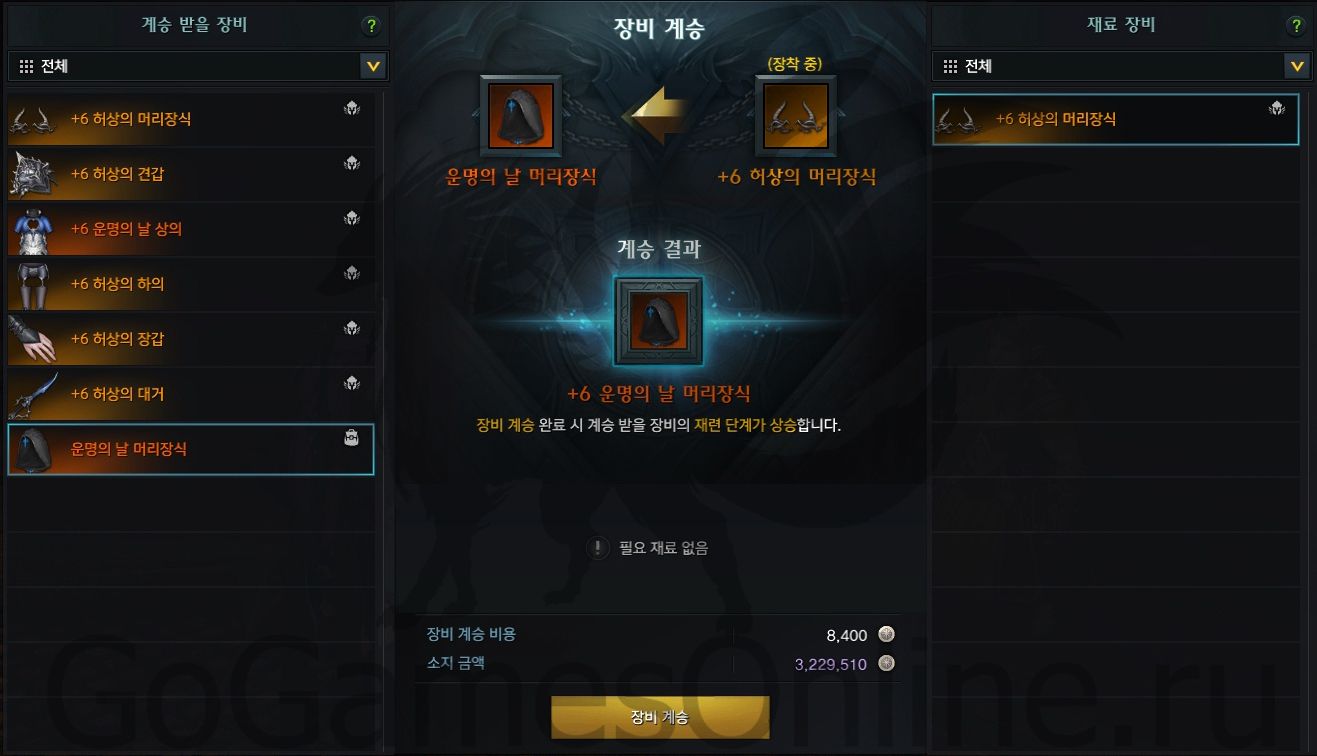 계승 받을 장비
?
전체
+6 허상의 머리장식
+6 허상의 견갑
+6 운명의 날 상의
+6 허상의 하의
+6 허상의 장갑
+6 허상의 대거
운명의 날 머리장식
장비 계승
(장착 중)
운명의 날 머리장식
+6 허상의 머리장식
계승 결과
+6 운명의 날 머리장식
장비 계승 완료 시 계승 받을 장비의 재련 단계가 상승합니다.
! 필요 재료 없음
장비 계승 비용 8,400
소지 금액 3,229,510
장비 계승
재료 장비
?
전체
+6 허상의 머리장식
GoGamesOnline.ru